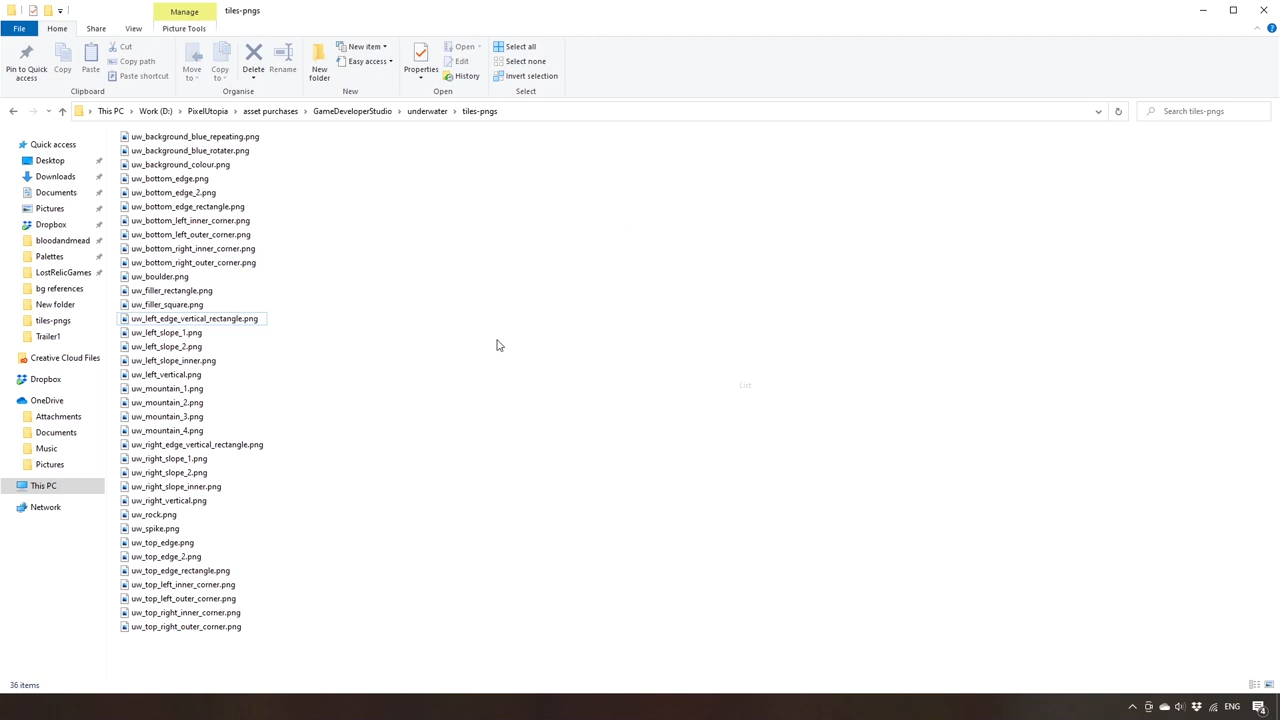 Manage
tiles-pngs
File
Home
Share
View
Picture Tools
Pin to Quick access
Copy
Paste
Cut
Copy path
Paste shortcut
Clipboard
Move to
Copy to
Delete
Rename
Organise
New folder
New item
Easy access
New
Properties
Open
Edit
History
Open
Select all
Select none
Invert selection
Select
This PC
Work (D:)
PixelUtopia
asset purchases
GameDeveloperStudio
underwater
tiles-pngs
Search tiles-pngs
Quick access
Desktop
Downloads
Documents
Pictures
Dropbox
bloodandmead
Palettes
LostRelicGames
bg references
New folder
tiles-pngs
Trailer1
Creative Cloud Files
Dropbox
OneDrive
Attachments
Documents
Music
Pictures
This PC
Network
uw_background_blue_repeating.png
uw_background_blue_rotater.png
uw_background_colour.png
uw_bottom_edge.png
uw_bottom_edge_2.png
uw_bottom_edge_rectangle.png
uw_bottom_left_inner_corner.png
uw_bottom_left_outer_corner.png
uw_bottom_right_inner_corner.png
uw_bottom_right_outer_corner.png
uw_boulder.png
uw_filler_rectangle.png
uw_filler_square.png
uw_left_edge_vertical_rectangle.png
uw_left_slope_1.png
uw_left_slope_2.png
uw_left_slope_inner.png
uw_left_vertical.png
uw_mountain_1.png
uw_mountain_2.png
uw_mountain_3.png
uw_mountain_4.png
uw_right_edge_vertical_rectangle.png
uw_right_slope_1.png
uw_right_slope_2.png
uw_right_slope_inner.png
uw_right_vertical.png
uw_rock.png
uw_spike.png
uw_top_edge.png
uw_top_edge_2.png
uw_top_edge_rectangle.png
uw_top_left_inner_corner.png
uw_top_left_outer_corner.png
uw_top_right_inner_corner.png
uw_top_right_outer_corner.png
List
36 items
ENG